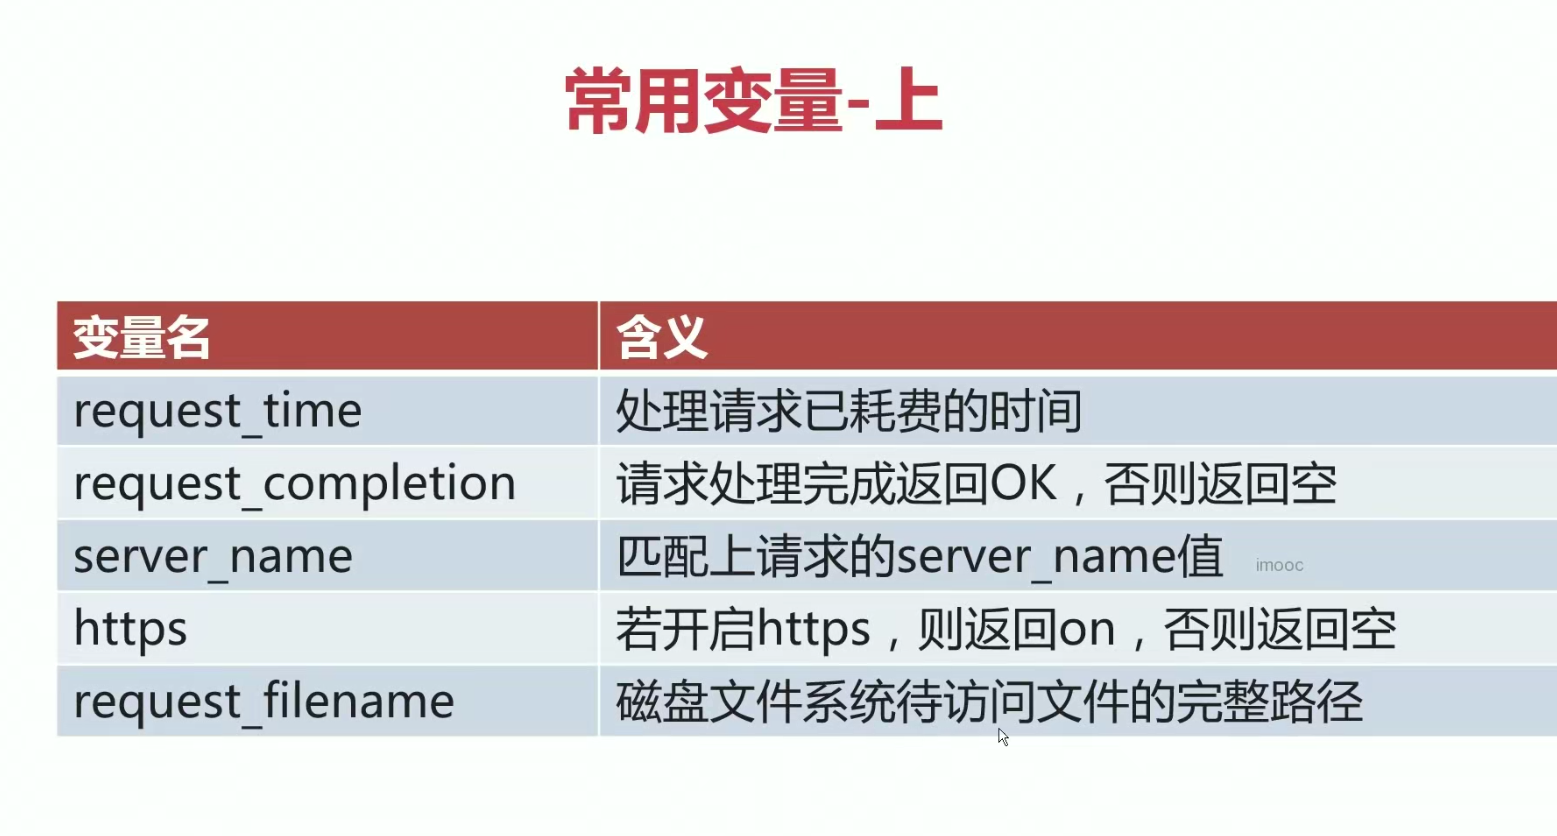 常用变量-上
变量名 含义
request_time 处理请求已耗费的时间
request_completion 请求处理完成返回OK，否则返回空
server_name 匹配上请求的server_name值 imooc
https 若开启https，则返回on，否则返回空
request_filename 磁盘文件系统待访问文件的完整路径